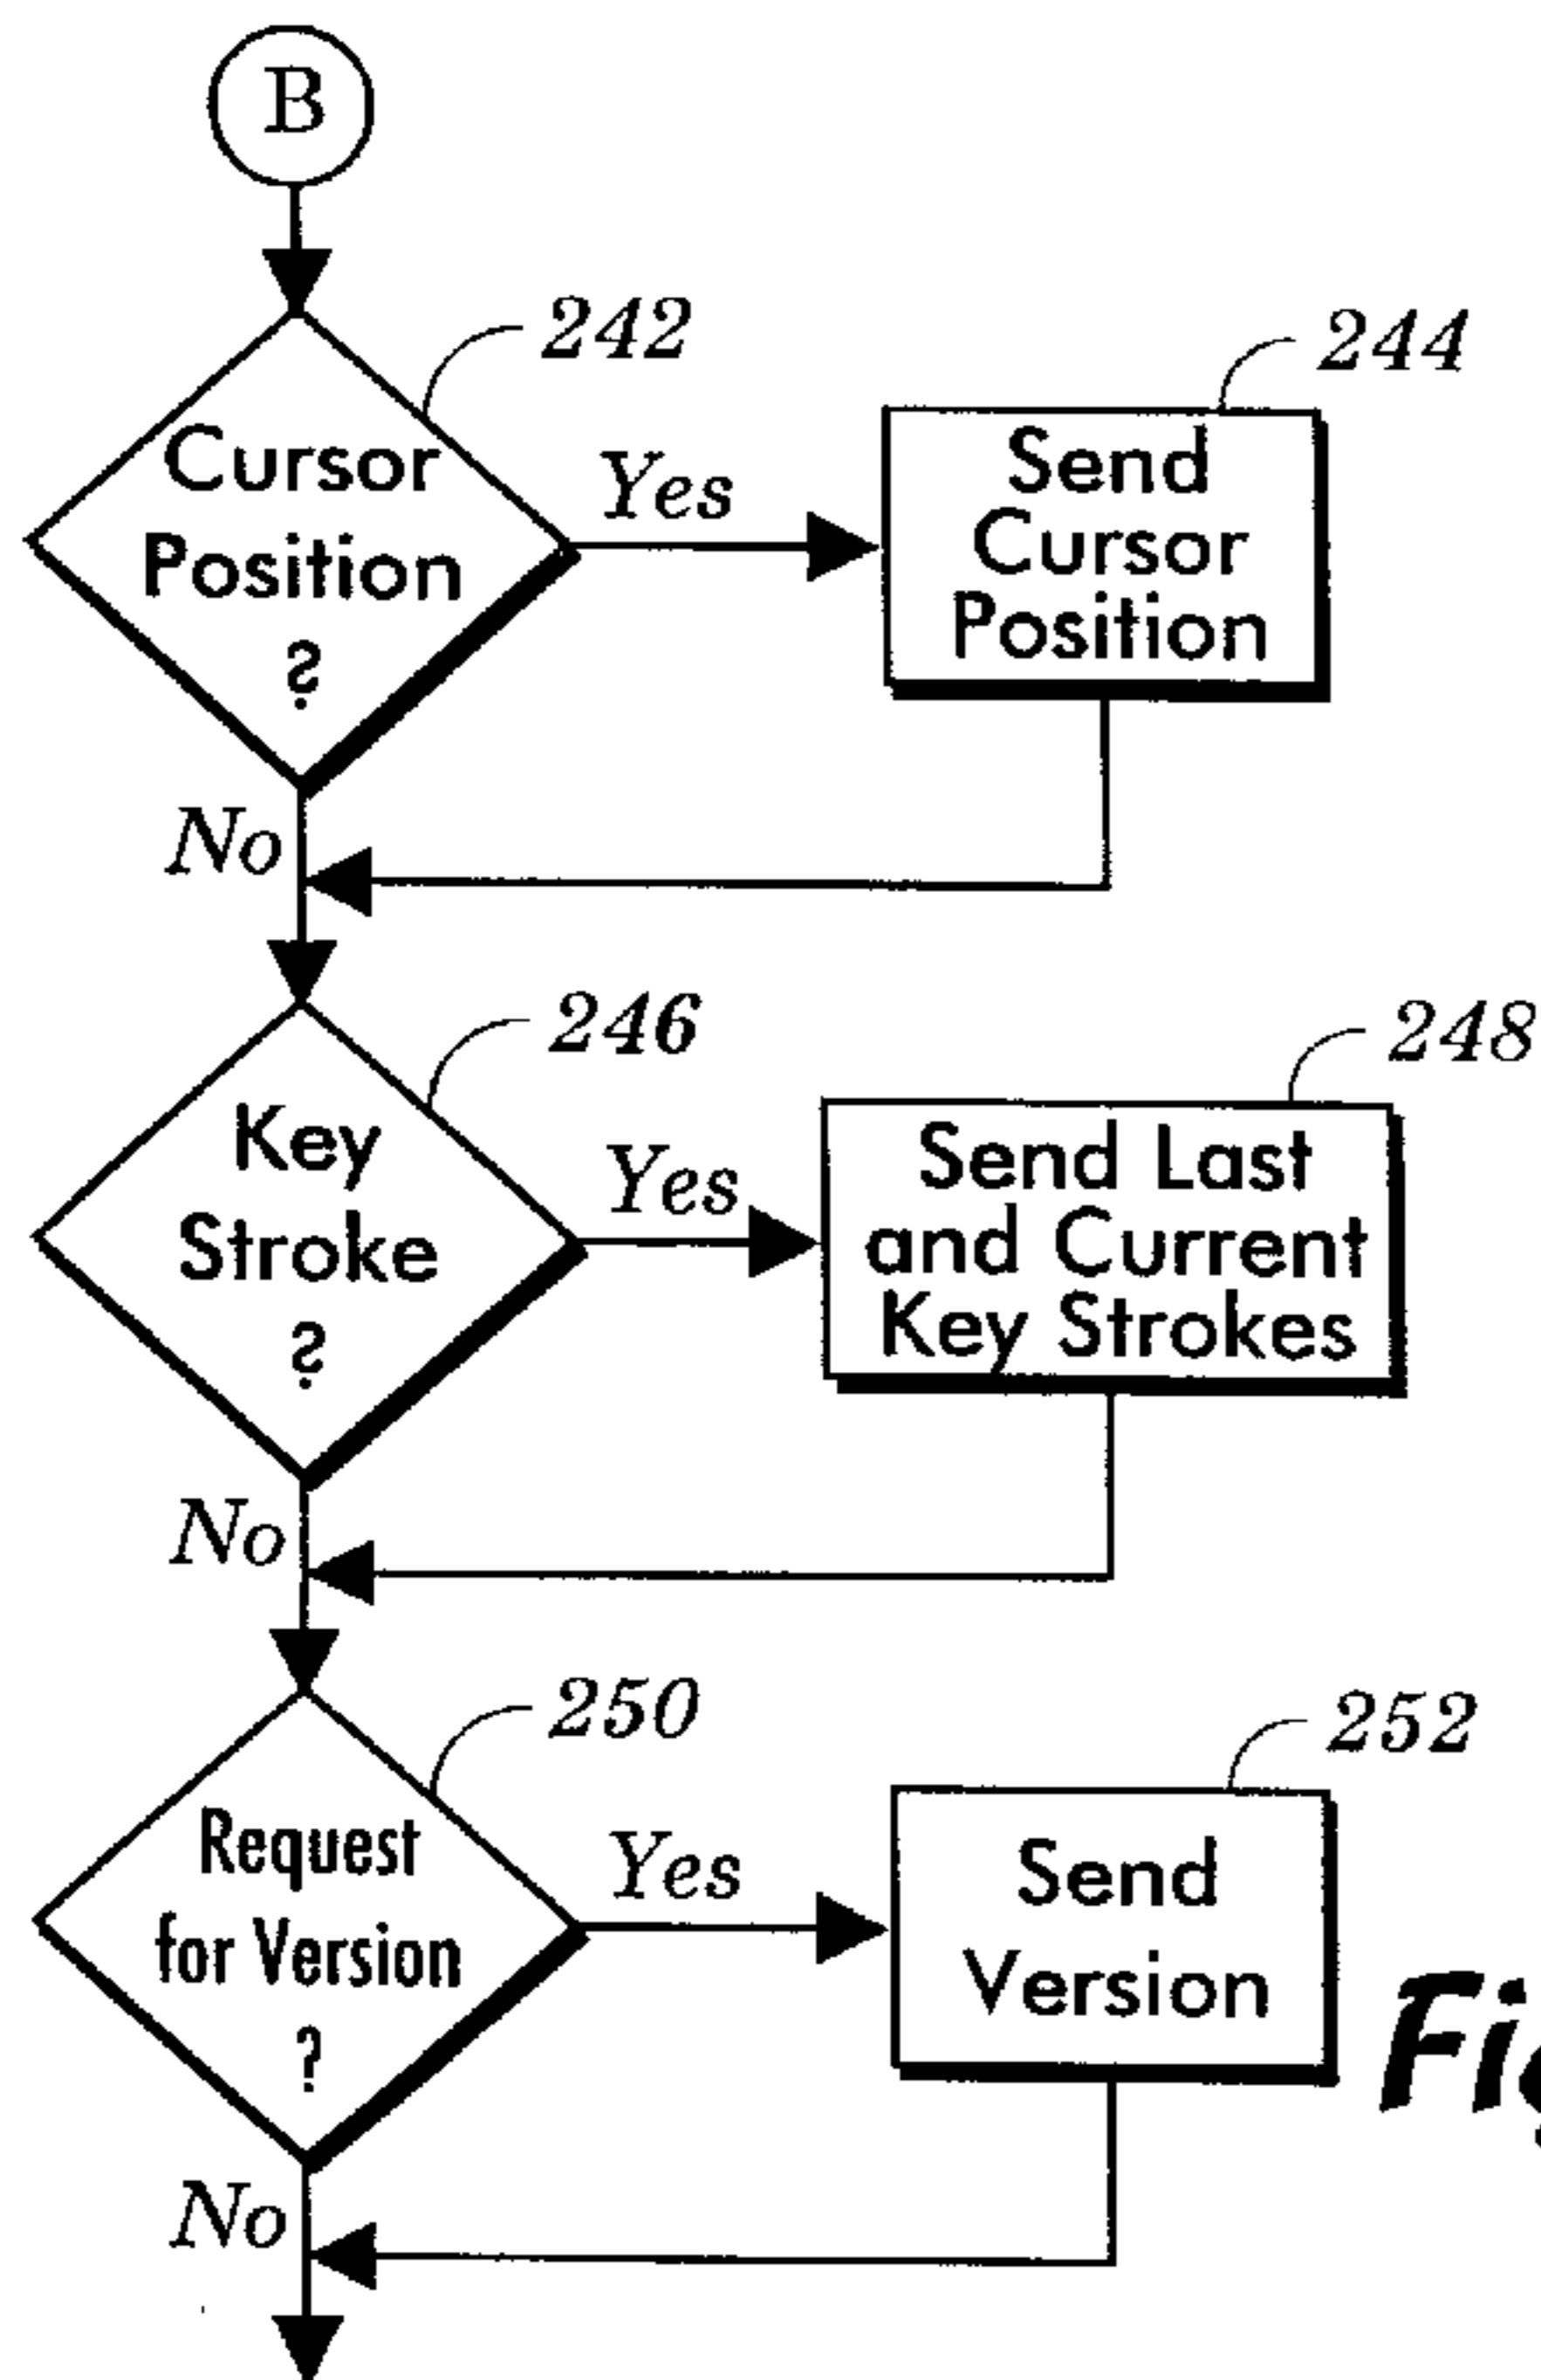 B
242
Cursor
Position
?
Yes
244
Send
Cursor
Position
No
246
Key
Stroke
?
Yes
248
Send Last
and Current
Key Strokes
No
250
Request
for Version
?
Yes
252
Send
Version
No